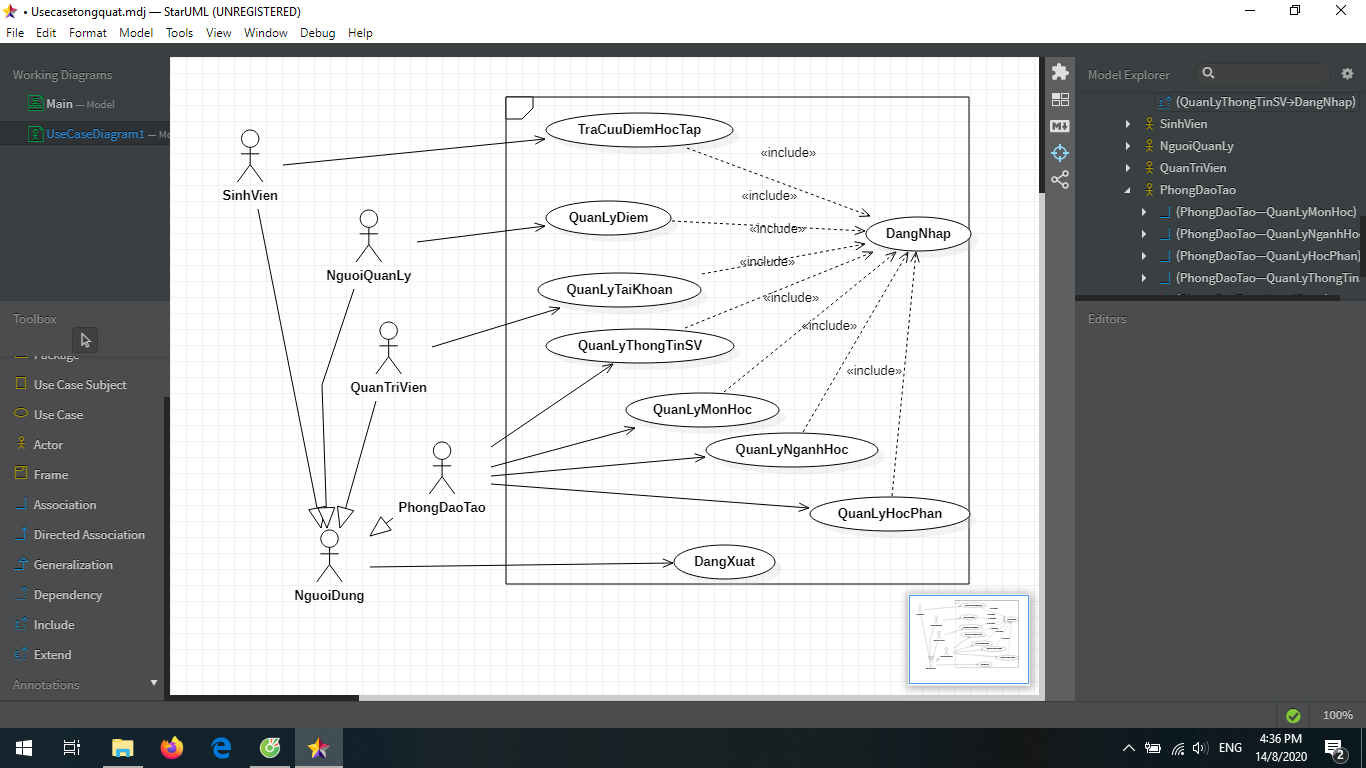 • Usecasetongquat.mdj — StarUML (UNREGISTERED)
File Edit Format Model Tools View Window Debug Help
Working Diagrams
Main — Model
UseCaseDiagram1 — Mo
Toolbox
Package
Use Case Subject
Use Case
Actor
Frame
Association
Directed Association
Generalization
Dependency
Include
Extend
Annotations
SinhVien
NguoiQuanLy
QuanTriVien
PhongDaoTao
NguoiDung
TraCuuDiemHocTap
QuanLyDiem
QuanLyTaiKhoan
QuanLyThongTinSV
QuanLyMonHoc
QuanLyNganhHoc
QuanLyHocPhan
DangXuat
DangNhap
«include»
«include»
«include»
«include»
«include»
«include»
«include»
Model Explorer
(QuanLyThongTinSV→DangNhap)
SinhVien
NguoiQuanLy
QuanTriVien
PhongDaoTao
(PhongDaoTao—QuanLyMonHoc)
(PhongDaoTao—QuanLyNganhHo
(PhongDaoTao—QuanLyHocPhan)
(PhongDaoTao—QuanLyThongTin
Editors
100%
ENG
4:36 PM
14/8/2020
2